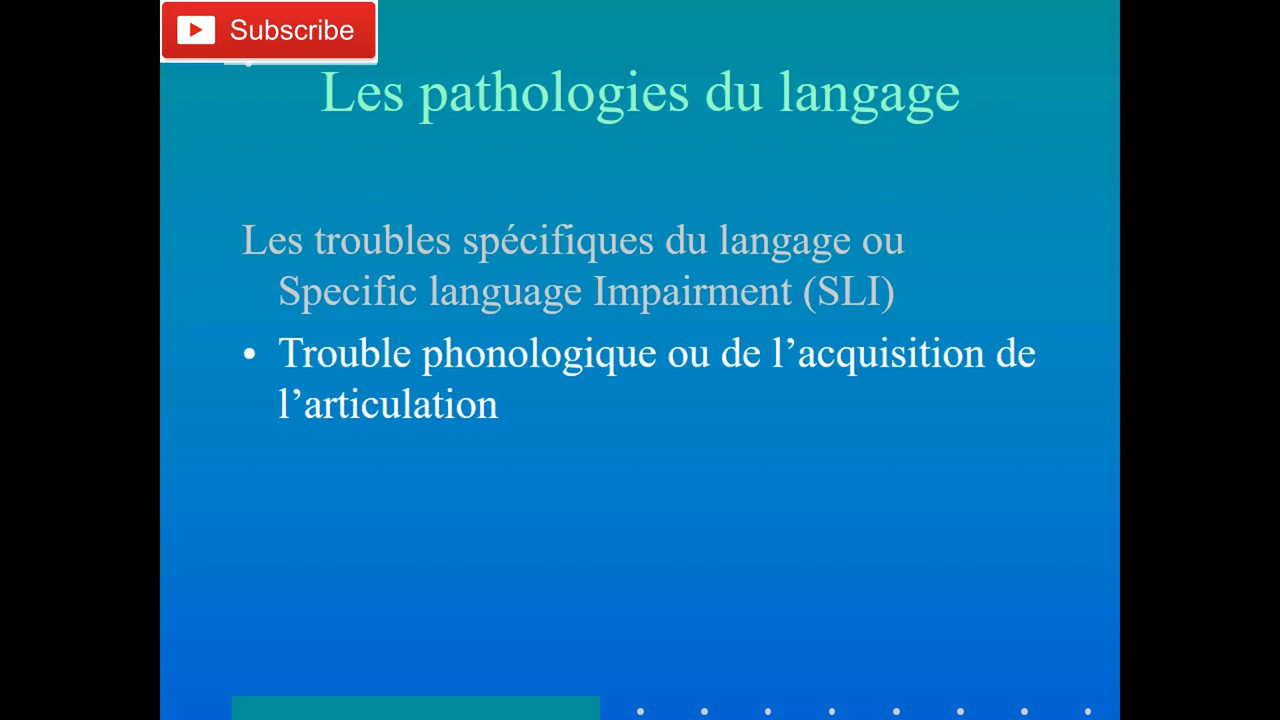 Subscribe
Les pathologies du langage
Les troubles spécifiques du langage ou
Specific language Impairment (SLI)
• Trouble phonologique ou de l’acquisition de
l’articulation